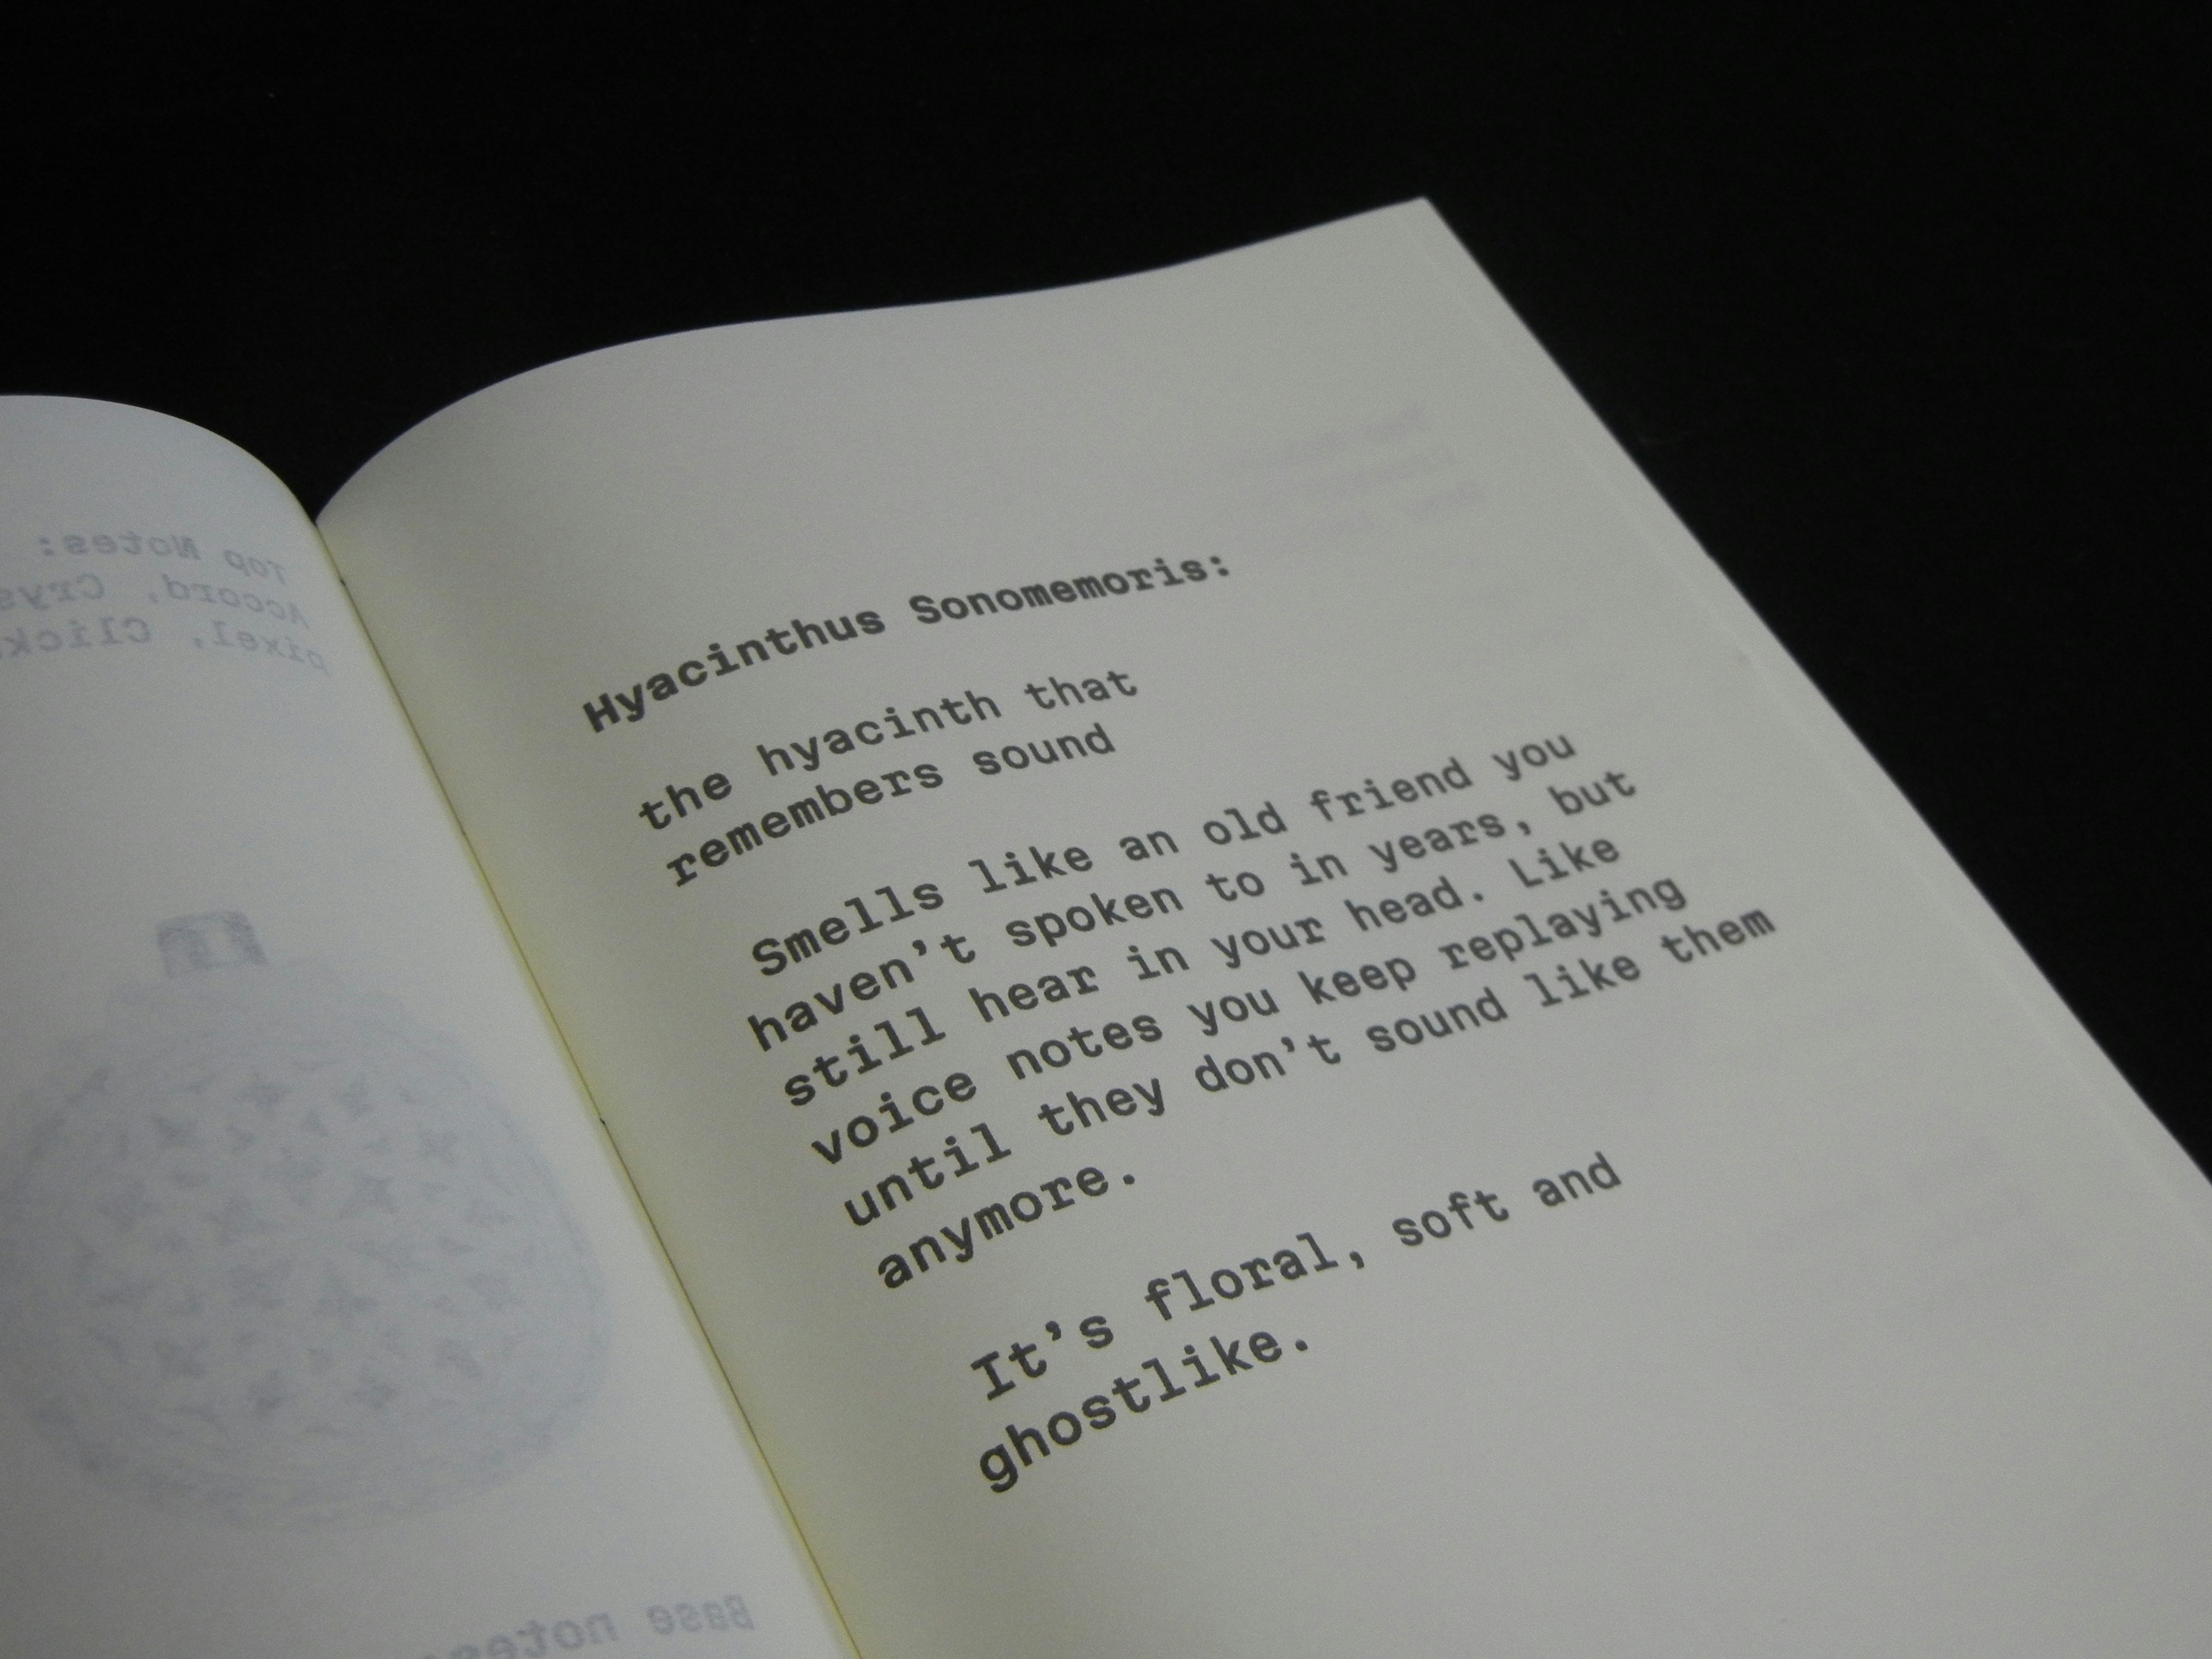 Top Notes:
Accord,
pixel,
Base notes
Hyacinthus Sonomemoris:
the hyacinth that
remembers sound
Smells like an old friend you
haven't spoken to in years, but
still hear in your head. Like
voice notes you keep replaying
until they don't sound like them
anymore.
It's floral, soft and
ghostlike.